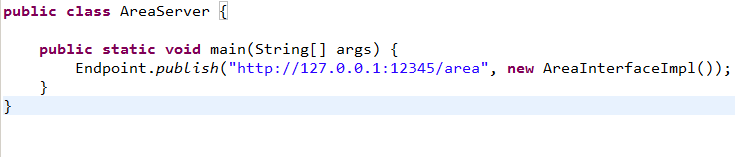 public class AreaServer {
public static void main(String[] args) {
Endpoint.publish("http://127.0.0.1:12345/area", new AreaInterfaceImpl());
}
}